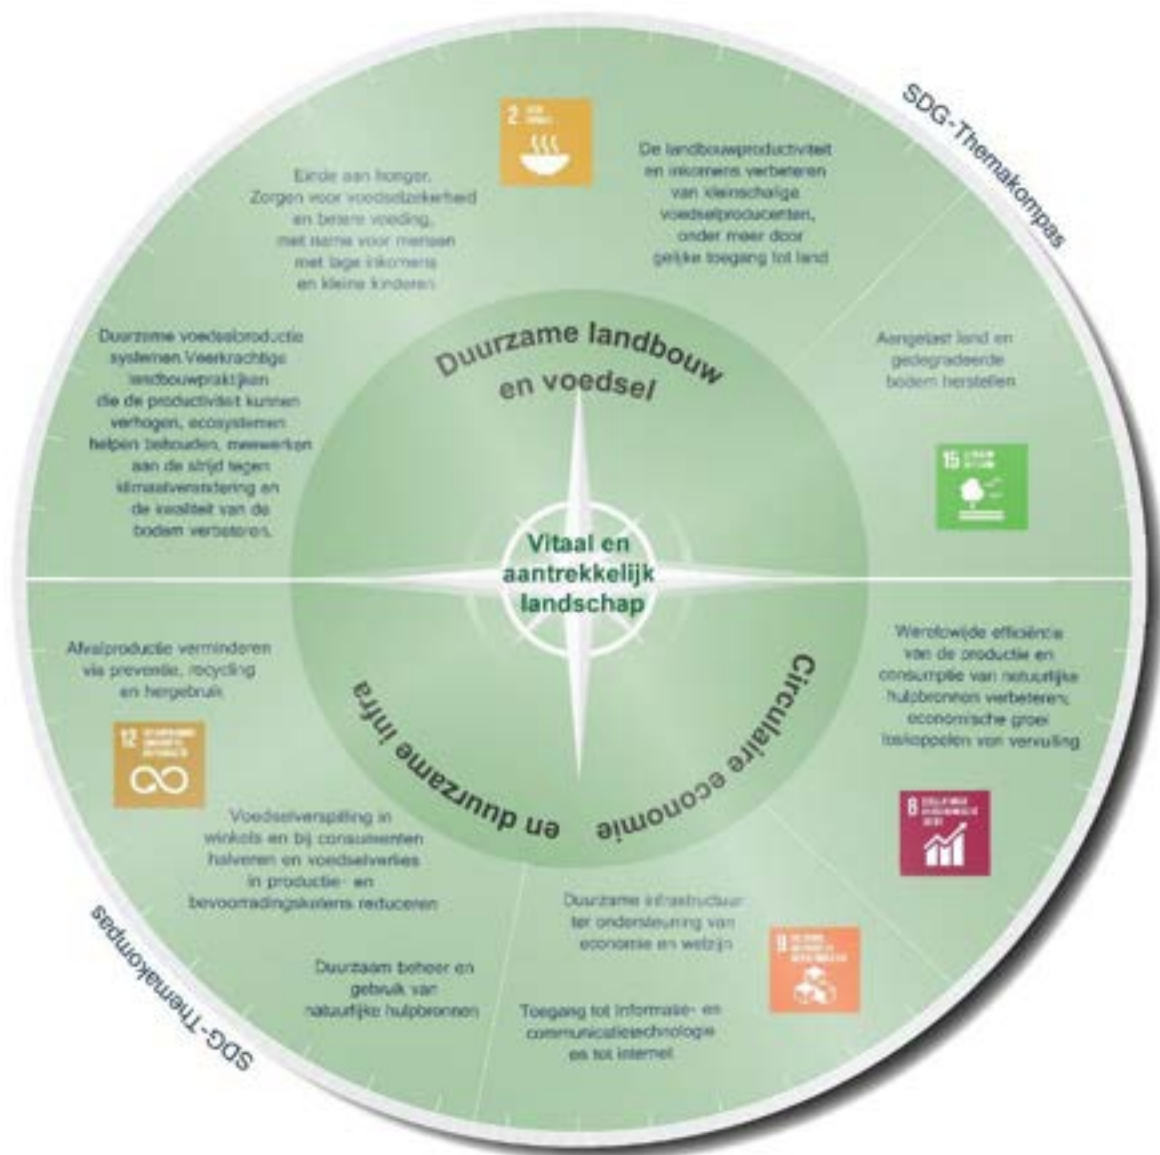 SDG-Themakompas
2
Einde aan honger.
Zorgen voor voedselzekerheid
en betere voeding,
met name voor mensen
met lage inkomens
en kleine kinderen
De landbouwproductiviteit
en inkomens verbeteren
van kleinschalige
voedselproducenten,
onder meer door
gelijke toegang tot land
Duurzame voedselproductie
systemen. Veerkrachtige
landbouwpraktijken
die de productiviteit kunnen
verhogen, ecosystemen
helpen behouden, meewerken
aan de strijd tegen
klimaatverandering en
de kwaliteit van de
bodem verbeteren.
Aangetast land en
gedegradeerde
bodem herstellen
15
Duurzame landbouw
en voedsel
Vitaal en
aantrekkelijk
landschap
Circulaire economie
en duurzame infra
Afvalproductie verminderen
via preventie, recycling
en hergebruik
12
Voedselverspilling in
winkels en bij consumenten
halveren en voedselverlies
in productie- en
bevoorradingsketens reduceren
Duurzaam beheer en
gebruik van
natuurlijke hulpbronnen
Wereldwijde efficiëntie
van de productie en
consumptie van natuurlijke
hulpbronnen verbeteren;
economische groei
loskoppelen van vervuiling
8
Duurzame infrastructuur
ter ondersteuning van
economie en welzijn
9
Toegang tot informatie- en
communicatietechnologie
en tot internet
SDG-Themakompas